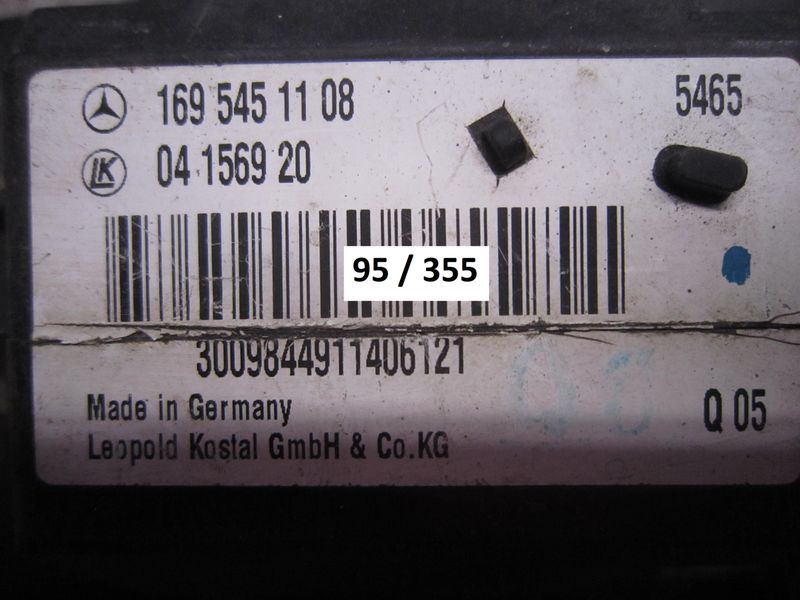 169 545 11 08
5465
LK
04 1569 20
95 / 355
3009844911406121
Made in Germany
Q 05
Leopold Kostal GmbH & Co.KG